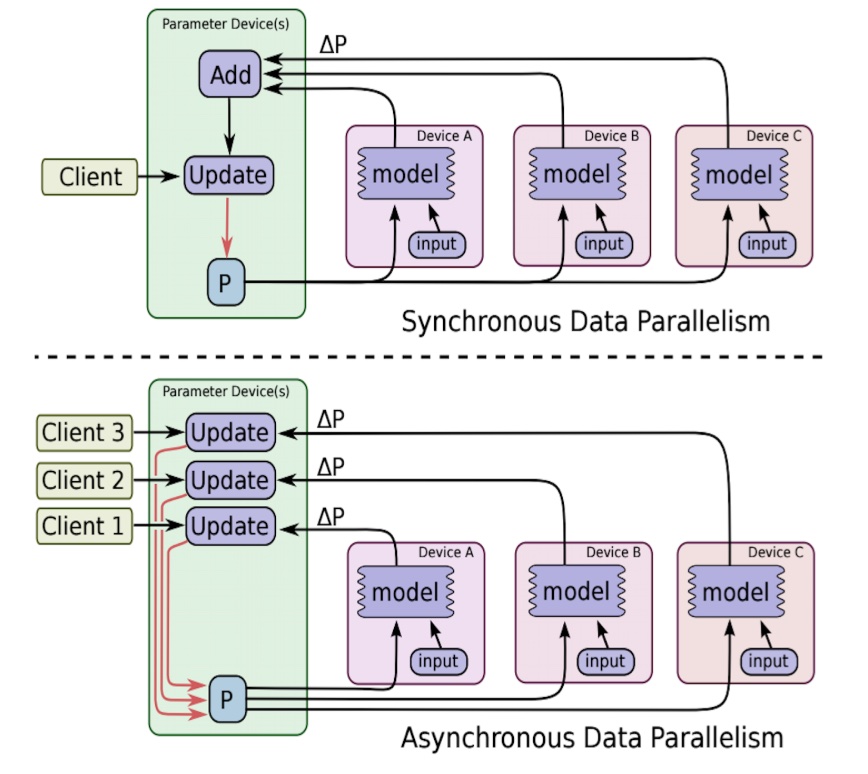 Parameter Device(s)
ΔP
Add
Device A
Device B
Device C
Client
Update
model
model
model
input
input
input
P
Synchronous Data Parallelism
Parameter Device(s)
Client 3
Update
ΔP
Client 2
Update
ΔP
Client 1
Update
ΔP
Device A
Device B
Device C
model
model
model
input
input
input
P
Asynchronous Data Parallelism